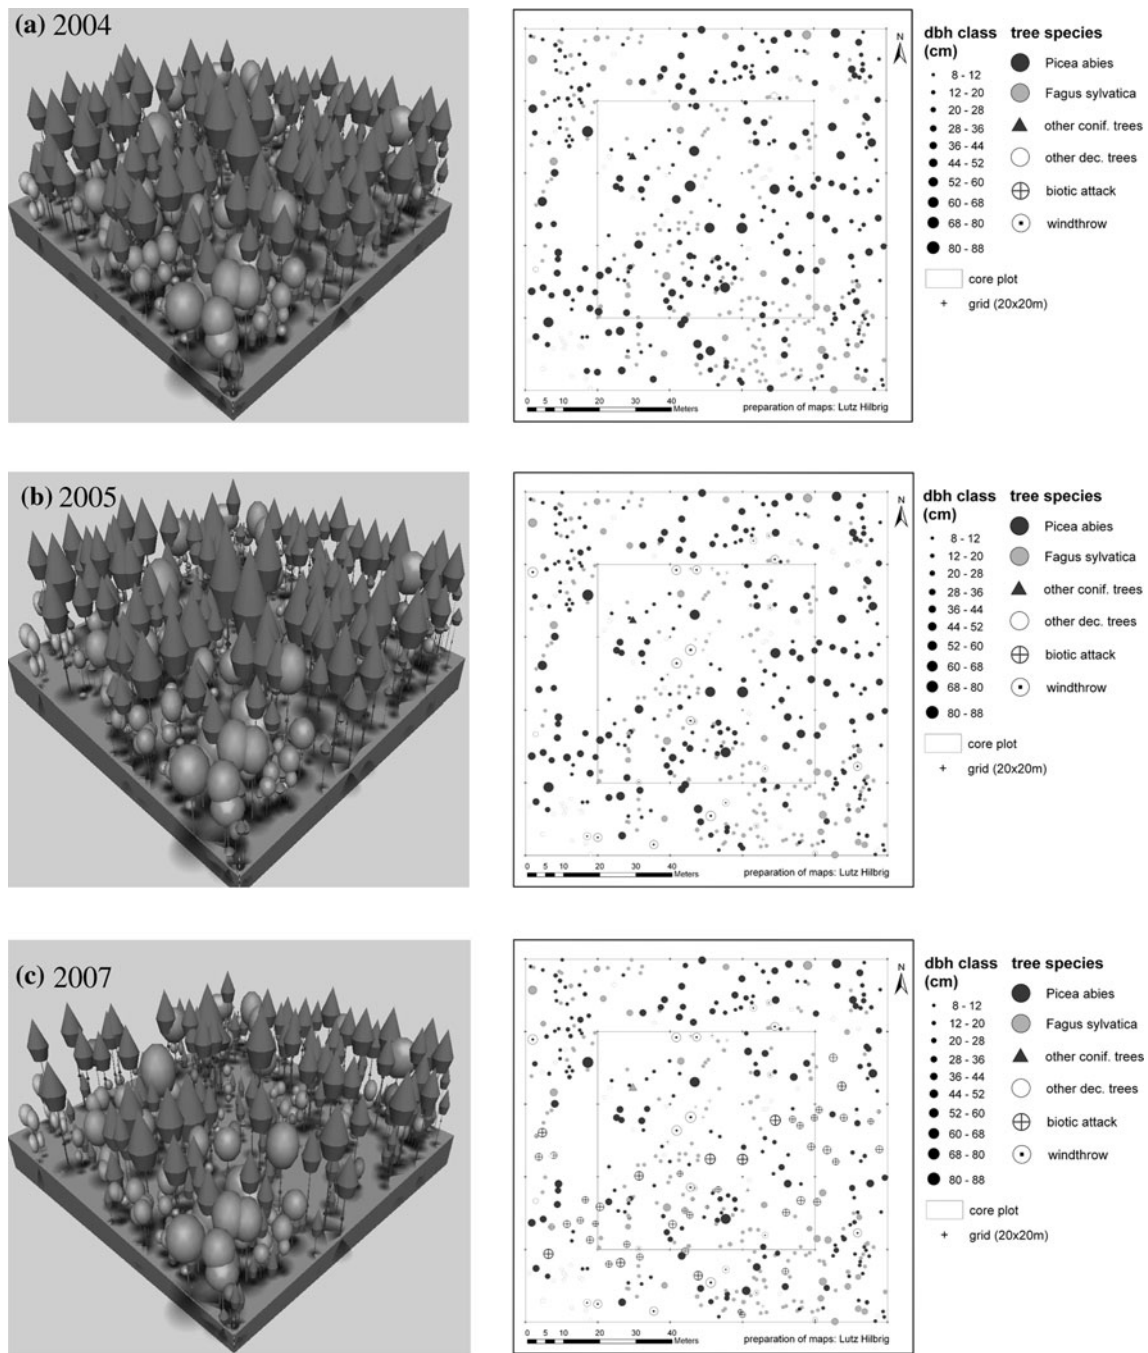 (a) 2004
N
dbh class
(cm)
8 - 12
12 - 20
20 - 28
28 - 36
36 - 44
44 - 52
52 - 60
60 - 68
68 - 80
80 - 88
tree species
Picea abies
Fagus sylvatica
other conif. trees
other dec. trees
biotic attack
windthrow
core plot
+ grid (20x20m)
0 5 10 20 30 40
Meters
preparation of maps: Lutz Hilbrig
(b) 2005
N
dbh class
(cm)
8 - 12
12 - 20
20 - 28
28 - 36
36 - 44
44 - 52
52 - 60
60 - 68
68 - 80
80 - 88
tree species
Picea abies
Fagus sylvatica
other conif. trees
other dec. trees
biotic attack
windthrow
core plot
+ grid (20x20m)
0 5 10 20 30 40
Meters
preparation of maps: Lutz Hilbrig
(c) 2007
N
dbh class
(cm)
8 - 12
12 - 20
20 - 28
28 - 36
36 - 44
44 - 52
52 - 60
60 - 68
68 - 80
80 - 88
tree species
Picea abies
Fagus sylvatica
other conif. trees
other dec. trees
biotic attack
windthrow
core plot
+ grid (20x20m)
0 5 10 20 30 40
Meters
preparation of maps: Lutz Hilbrig